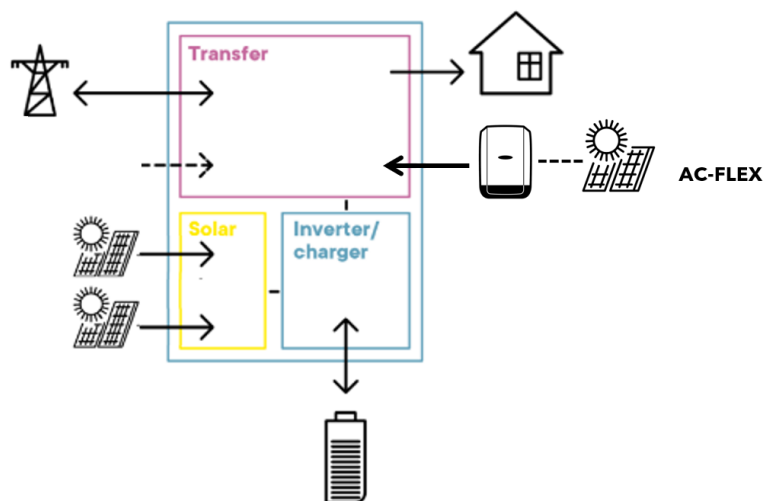 Transfer
AC-FLEX
Solar
Inverter/
charger